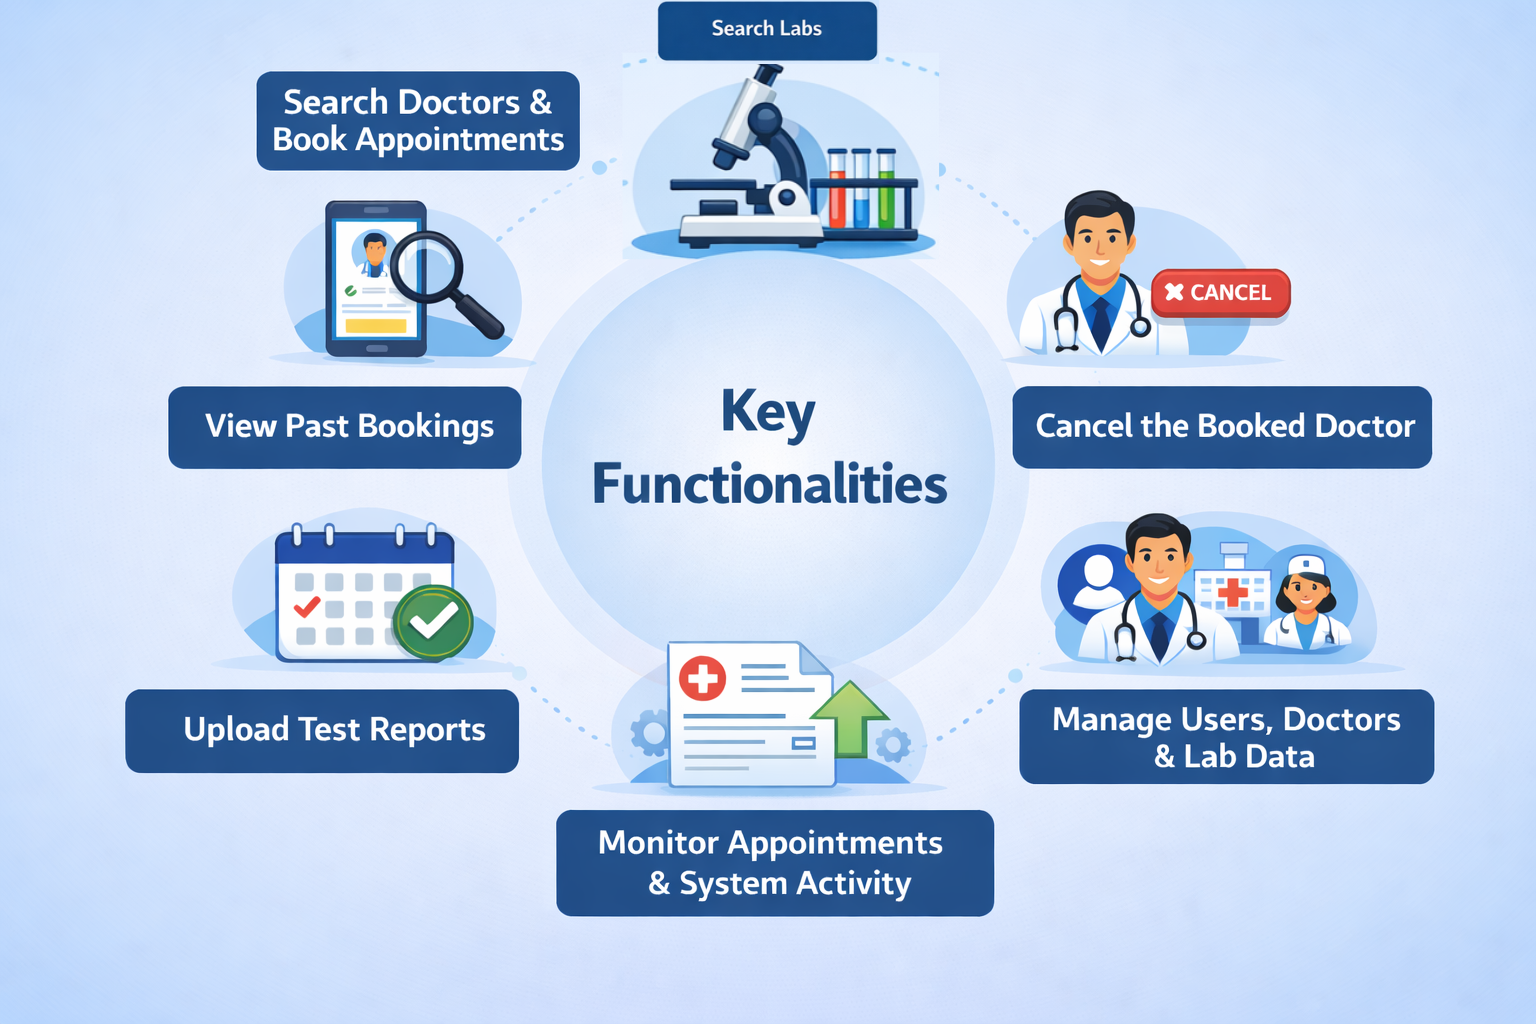 Search Labs
Search Doctors &
Book Appointments
CANCEL
View Past Bookings
Key
Functionalities
Cancel the Booked Doctor
Upload Test Reports
Manage Users, Doctors
& Lab Data
Monitor Appointments
& System Activity